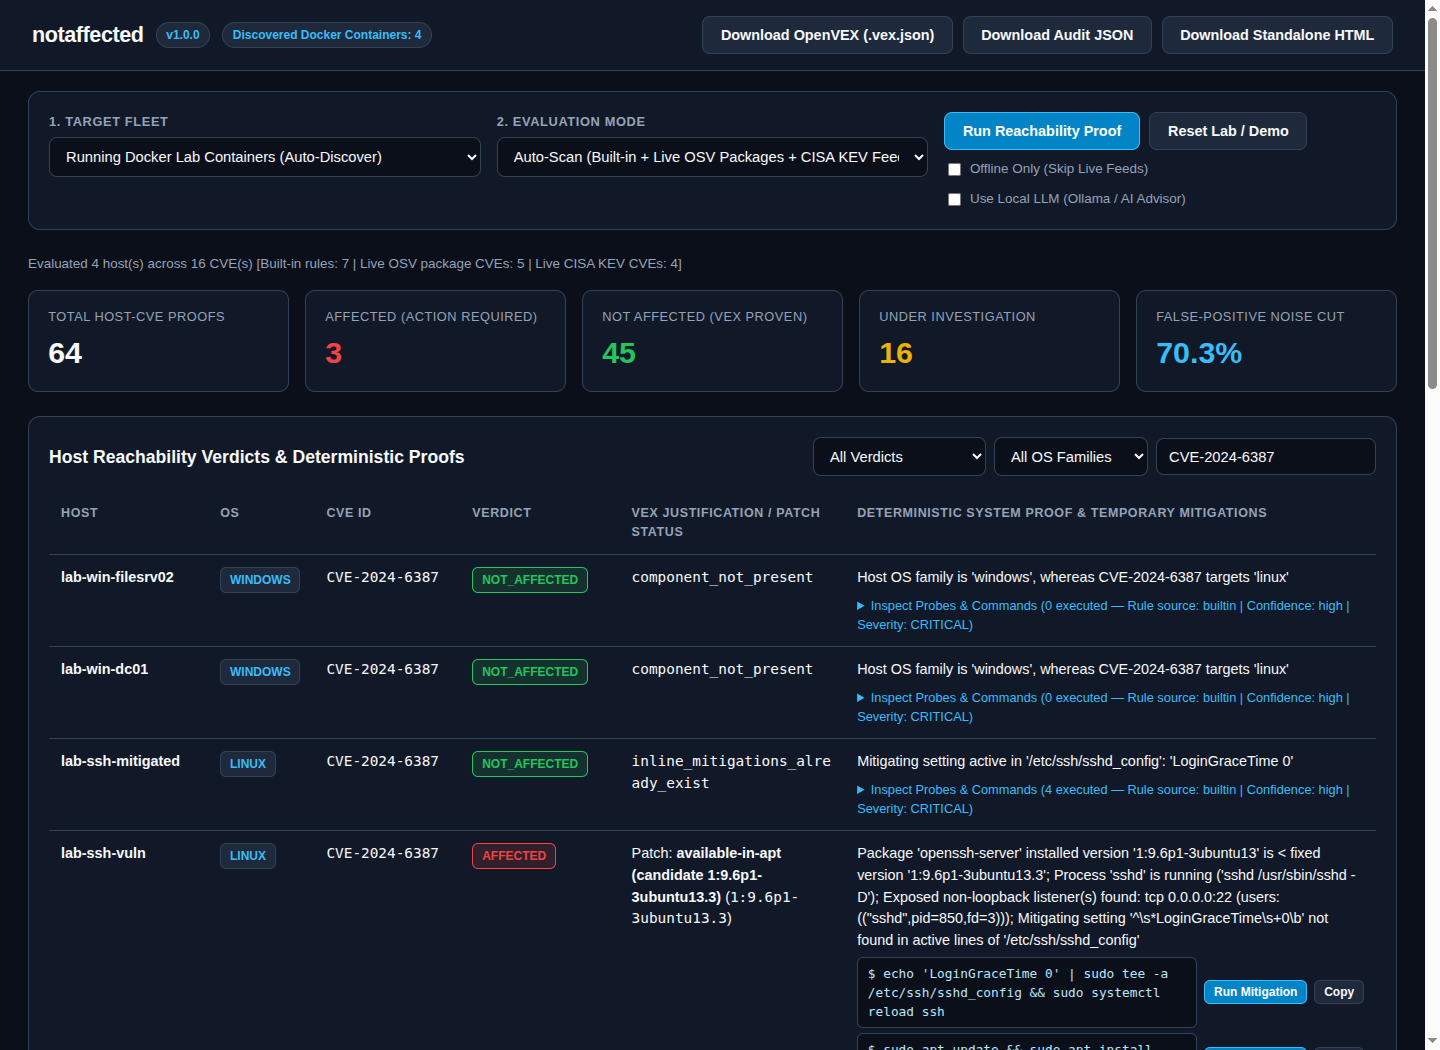 notaffected v1.0.0 Discovered Docker Containers: 4 Download OpenVEX (.vex.json) Download Audit JSON Download Standalone HTML
1. TARGET FLEET 2. EVALUATION MODE
Running Docker Lab Containers (Auto-Discover) Auto-Scan (Built-in + Live OSV Packages + CISA KEV Fee
Run Reachability Proof Reset Lab / Demo
Offline Only (Skip Live Feeds)
Use Local LLM (Ollama / AI Advisor)
Evaluated 4 host(s) across 16 CVE(s) [Built-in rules: 7 | Live OSV package CVEs: 5 | Live CISA KEV CVEs: 4]
TOTAL HOST-CVE PROOFS
64
AFFECTED (ACTION REQUIRED)
3
NOT AFFECTED (VEX PROVEN)
45
UNDER INVESTIGATION
16
FALSE-POSITIVE NOISE CUT
70.3%
Host Reachability Verdicts & Deterministic Proofs All Verdicts All OS Families CVE-2024-6387
HOST OS CVE ID VERDICT VEX JUSTIFICATION / PATCH STATUS DETERMINISTIC SYSTEM PROOF & TEMPORARY MITIGATIONS
lab-win-filesrv02 WINDOWS CVE-2024-6387 NOT_AFFECTED component_not_present Host OS family is 'windows', whereas CVE-2024-6387 targets 'linux'
Inspect Probes & Commands (0 executed — Rule source: builtin | Confidence: high |
Severity: CRITICAL)
lab-win-dc01 WINDOWS CVE-2024-6387 NOT_AFFECTED component_not_present Host OS family is 'windows', whereas CVE-2024-6387 targets 'linux'
Inspect Probes & Commands (0 executed — Rule source: builtin | Confidence: high |
Severity: CRITICAL)
lab-ssh-mitigated LINUX CVE-2024-6387 NOT_AFFECTED inline_mitigations_alre
ady_exist
Mitigating setting active in '/etc/ssh/sshd_config': 'LoginGraceTime 0'
Inspect Probes & Commands (4 executed — Rule source: builtin | Confidence: high |
Severity: CRITICAL)
lab-ssh-vuln LINUX CVE-2024-6387 AFFECTED Patch: available-in-apt
(candidate 1:9.6p1-
3ubuntu13.3) (1:9.6p1-
3ubuntu13.3)
Package 'openssh-server' installed version '1:9.6p1-3ubuntu13' is < fixed
version '1:9.6p1-3ubuntu13.3'; Process 'sshd' is running ('sshd /usr/sbin/sshd -
D'); Exposed non-loopback listener(s) found: tcp 0.0.0.0:22 (users:
(("sshd",pid=850,fd=3))); Mitigating setting '^\s*LoginGraceTime\s+0\b' not
found in active lines of '/etc/ssh/sshd_config'
$ echo 'LoginGraceTime 0' | sudo tee -a
/etc/ssh/sshd_config && sudo systemctl
reload ssh
Run Mitigation Copy
$ sudo apt update && sudo apt install